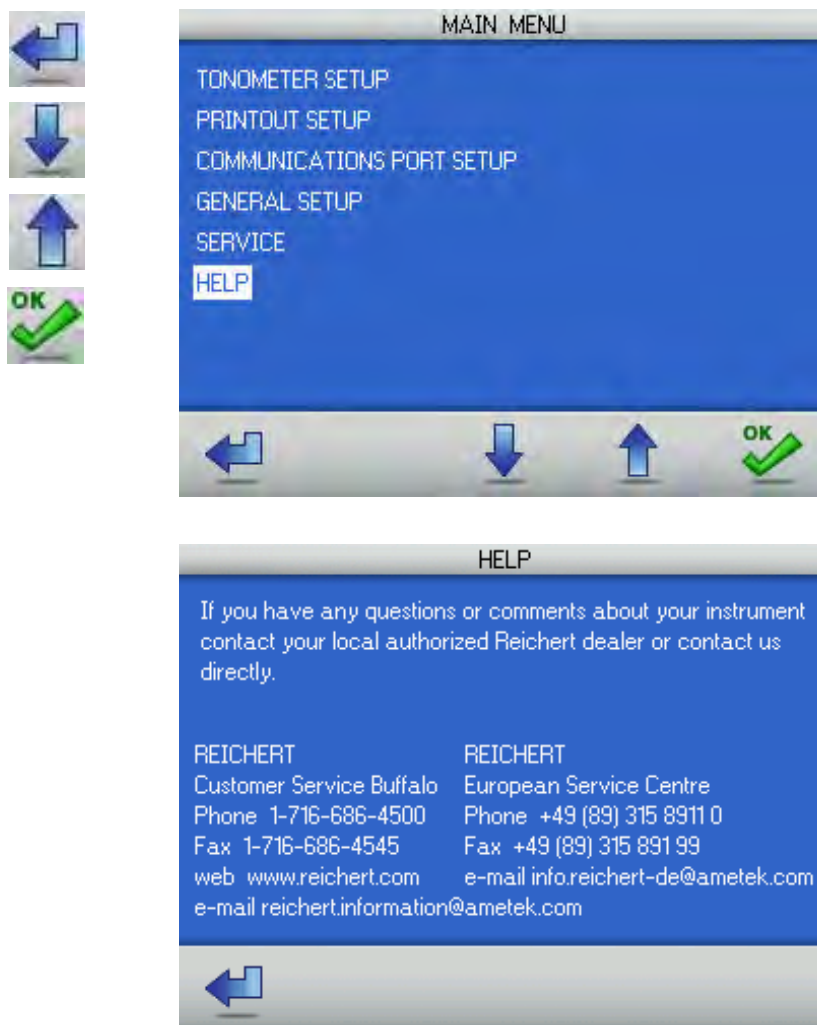 OK
MAIN MENU
TONOMETER SETUP
PRINTOUT SETUP
COMMUNICATIONS PORT SETUP
GENERAL SETUP
SERVICE
HELP
OK
HELP
If you have any questions or comments about your instrument
contact your local authorized Reichert dealer or contact us
directly.
REICHERT
Customer Service Buffalo
Phone 1-716-686-4500
Fax 1-716-686-4545
web www.reichert.com
e-mail reichert.information@ametek.com
REICHERT
European Service Centre
Phone +49 (89) 315 8911 0
Fax +49 (89) 315 891 99
e-mail info.reichert-de@ametek.com